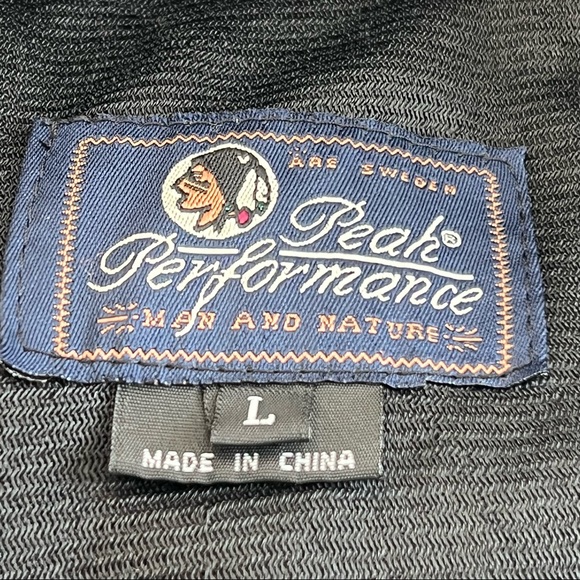 ÅRE SWEDEN
Peak®
Performance
MAN AND NATURE
L
MADE IN CHINA